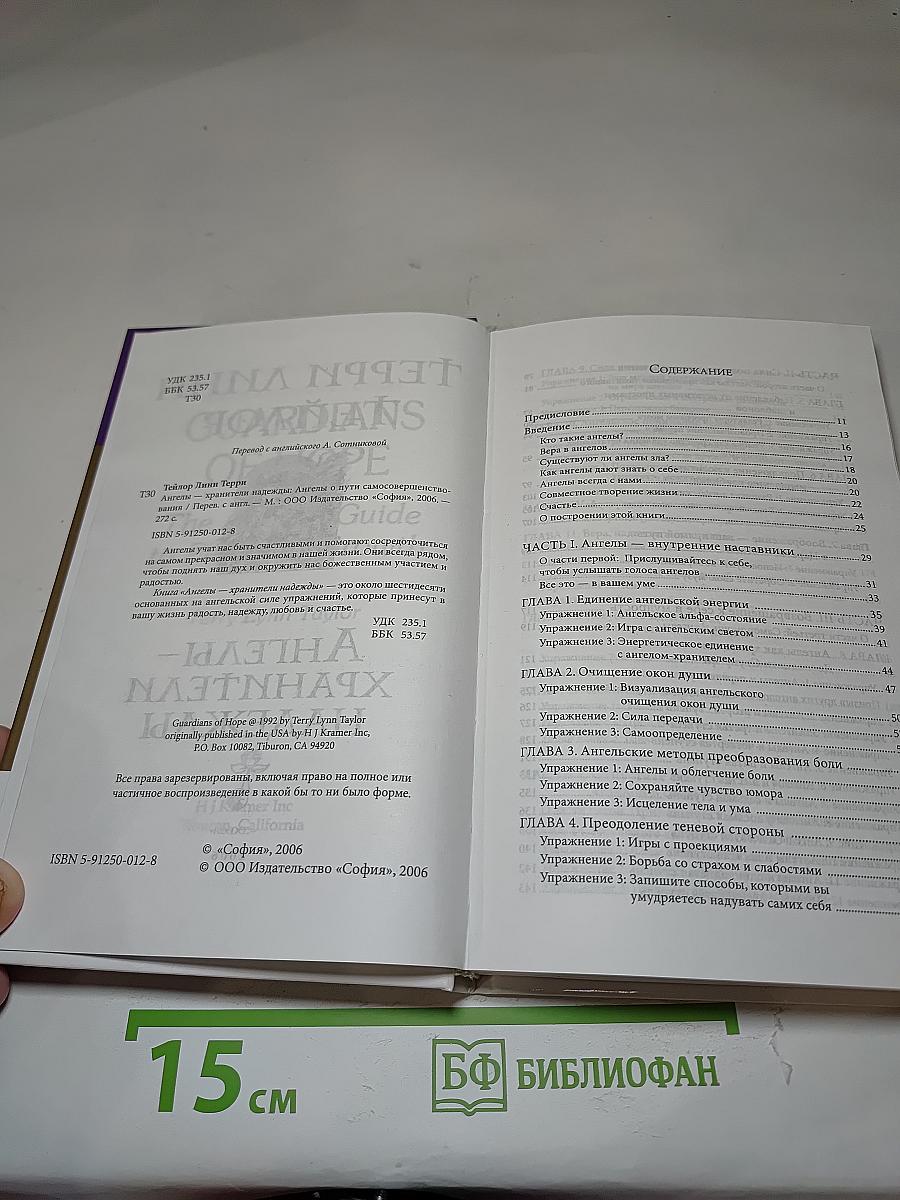 УДК 235.1
ББК 53.57
Т30
Перевод с английского А. Сотниковой
Тейлор Линн Терри
Т30 Ангелы — хранители надежды: Ангелы о пути самосовершенство-
вания / Перев. с англ. — М. : ООО Издательство «София», 2006. —
272 с.
ISBN 5-91250-012-8
Ангелы учат нас быть счастливыми и помогают сосредоточиться
на самом прекрасном и значимом в нашей жизни. Они всегда рядом,
чтобы поднять наш дух и окружить нас божественным участием и
радостью.
Книга «Ангелы — хранители надежды» — это около шестидесяти
основанных на ангельской силе упражнений, которые принесут в
вашу жизнь радость, надежду, любовь и счастье.
УДК 235.1
ББК 53.57
Guardians of Hope @ 1992 by Terry Lynn Taylor
originally published in the USA by H J Kramer Inc,
P.O. Box 10082, Tiburon, CA 94920
Все права зарезервированы, включая право на полное или
частичное воспроизведение в какой бы то ни было форме.
© «София», 2006
ISBN 5-91250-012-8 © ООО Издательство «София», 2006
Содержание
Предисловие 11
Введение 13
Кто такие ангелы? 16
Вера в ангелов 17
Существуют ли ангелы зла? 18
Как ангелы дают знать о себе 20
Ангелы всегда с нами 20
Совместное творение жизни 22
Счастье 24
О построении этой книги 25
ЧАСТЬ I. Ангелы — внутренние наставники 29
О части первой: Прислушивайтесь к себе,
чтобы услышать голоса ангелов 31
Все это — в вашем уме 33
ГЛАВА 1. Единение ангельской энергии 35
Упражнение 1: Ангельское альфа-состояние 39
Упражнение 2: Игра с ангельским светом 41
Упражнение 3: Энергетическое единение
с ангелом-хранителем 44
ГЛАВА 2. Очищение окон души 47
Упражнение 1: Визуализация ангельского
очищения окон души
Упражнение 2: Сила передачи
Упражнение 3: Самоопределение
ГЛАВА 3. Ангельские методы преобразования боли
Упражнение 1: Ангелы и облегчение боли
Упражнение 2: Сохраняйте чувство юмора
Упражнение 3: Исцеление тела и ума
ГЛАВА 4. Преодоление теневой стороны
Упражнение 1: Игры с проекциями
Упражнение 2: Борьба со страхом и слабостями
Упражнение 3: Запишите способы, которыми вы
умудряетесь надувать самих себя
15 см
БФ БИБЛИОФАН